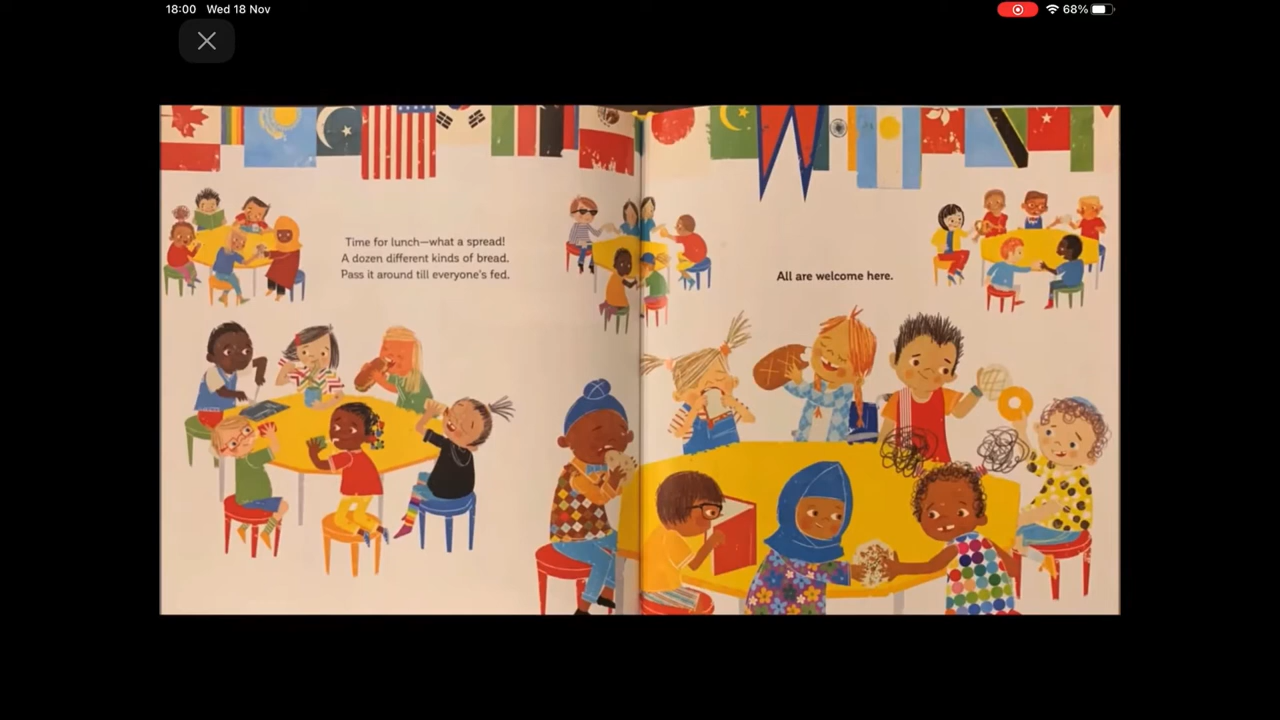 18:00 Wed 18 Nov
68%
Time for lunch—what a spread!
A dozen different kinds of bread.
Pass it around till everyone's fed.
All are welcome here.